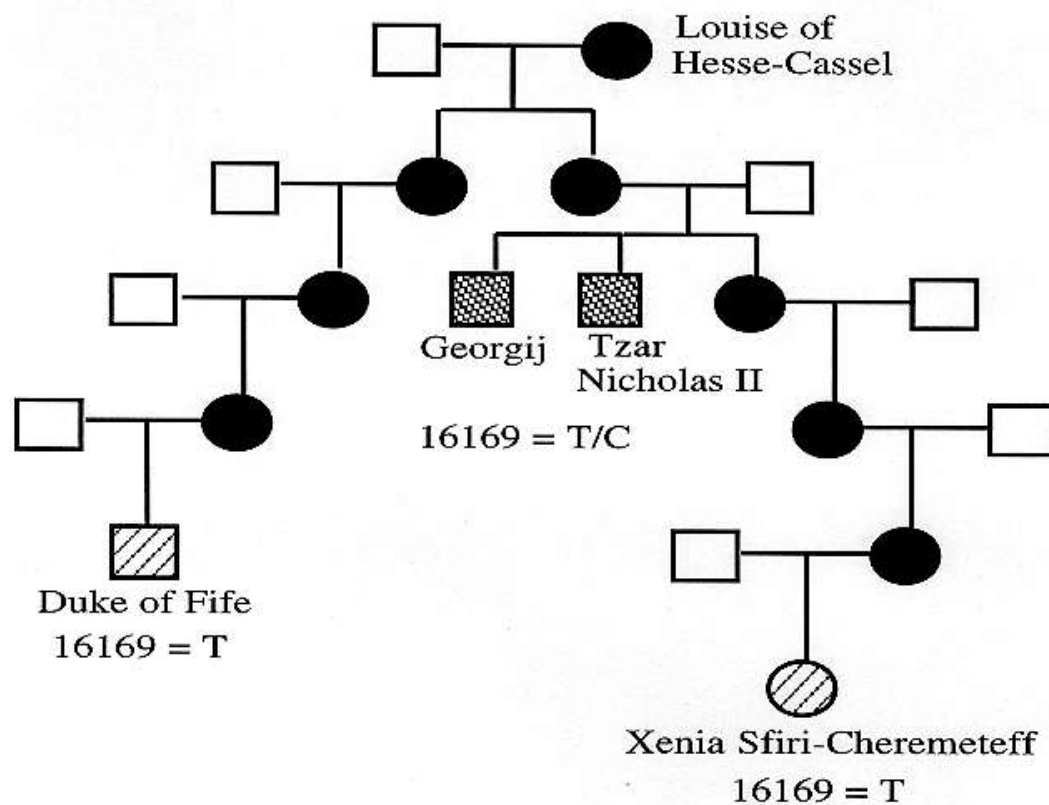 Louise of
Hesse-Cassel
Georgij
Tzar
Nicholas II
16169 = T/C
Duke of Fife
16169 = T
Xenia Sfiri-Cheremeteff
16169 = T